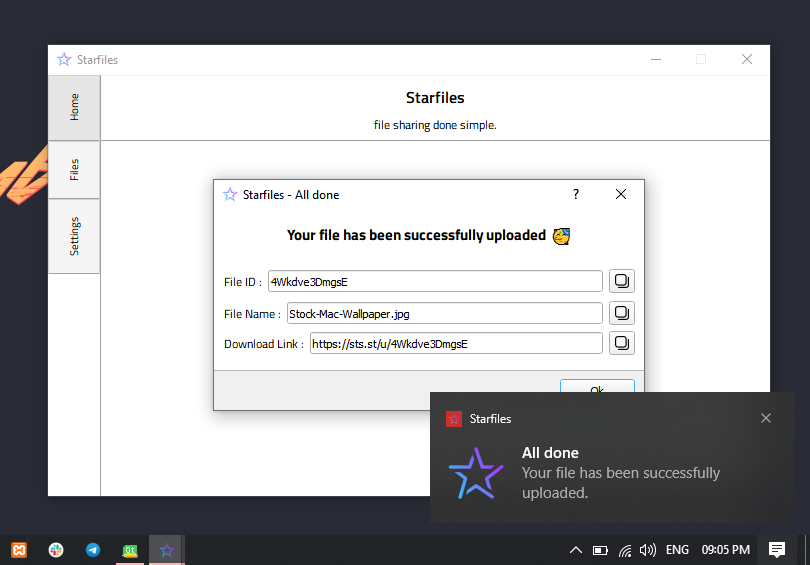 Starfiles
Home
Files
Settings
Starfiles
file sharing done simple.
Starfiles - All done
?
Your file has been successfully uploaded 🥳
File ID :
4Wkdve3DmgsE
File Name :
Stock-Mac-Wallpaper.jpg
Download Link :
https://sts.st/u/4Wkdve3DmgsE
Ok
Starfiles
All done
Your file has been successfully
uploaded.
Qt
ENG
09:05 PM